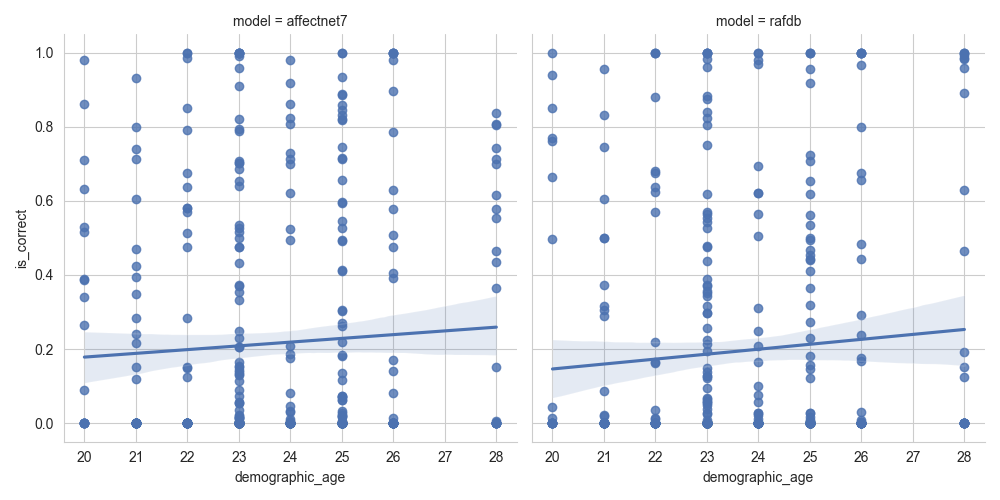 model = affectnet7
model = rafdb
is_correct
1.0
0.8
0.6
0.4
0.2
0.0
20 21 22 23 24 25 26 27 28
20 21 22 23 24 25 26 27 28
demographic_age
demographic_age